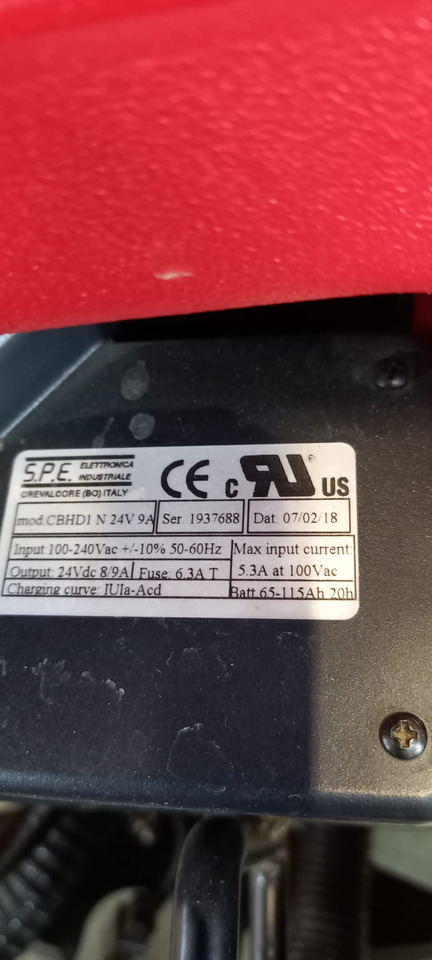 S.P.E. ELETTRONICA INDUSTRIALE
CREVALCORE (BO) ITALY
CE c RU US
mod.CBHD1 N 24V 9A Ser. 1937688 Dat. 07/02/18
Input 100-240Vac +/-10% 50-60Hz Max input current:
Output: 24Vdc 8/9A Fuse: 6.3A T 5.3A at 100Vac
Charging curve: IUIa-Acd Batt 65-115Ah 20h